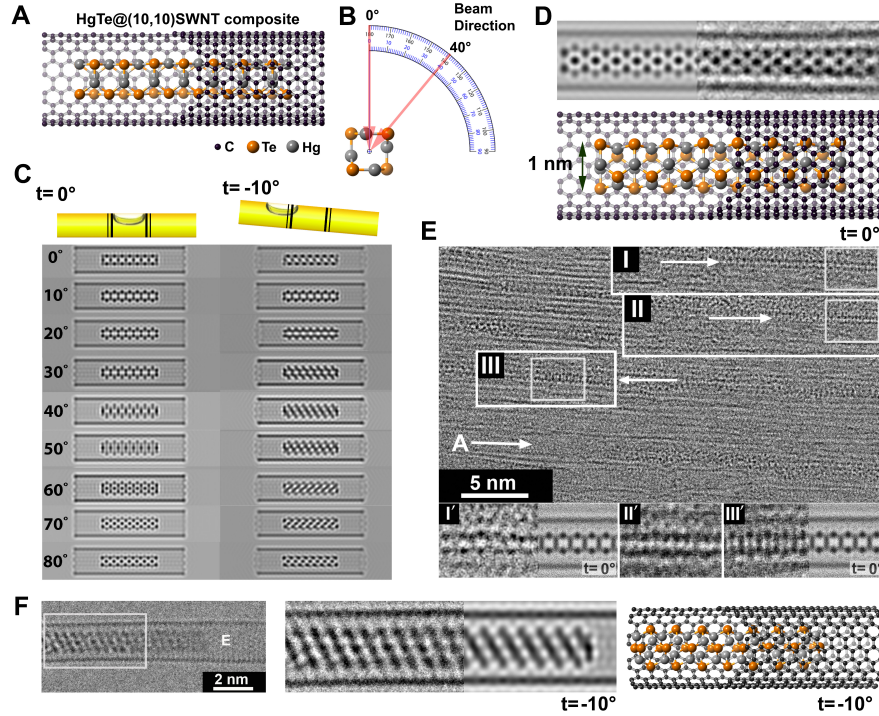 A
HgTe@(10,10)SWNT composite
C Te Hg
B
0°
Beam
Direction
40°
C
t= 0°
t= -10°
0°
10°
20°
30°
40°
50°
60°
70°
80°
D
1 nm
t= 0°
E
I
II
III
A
5 nm
I′
t= 0°
II′
III′
t= 0°
F
E
2 nm
t= -10°
t= -10°